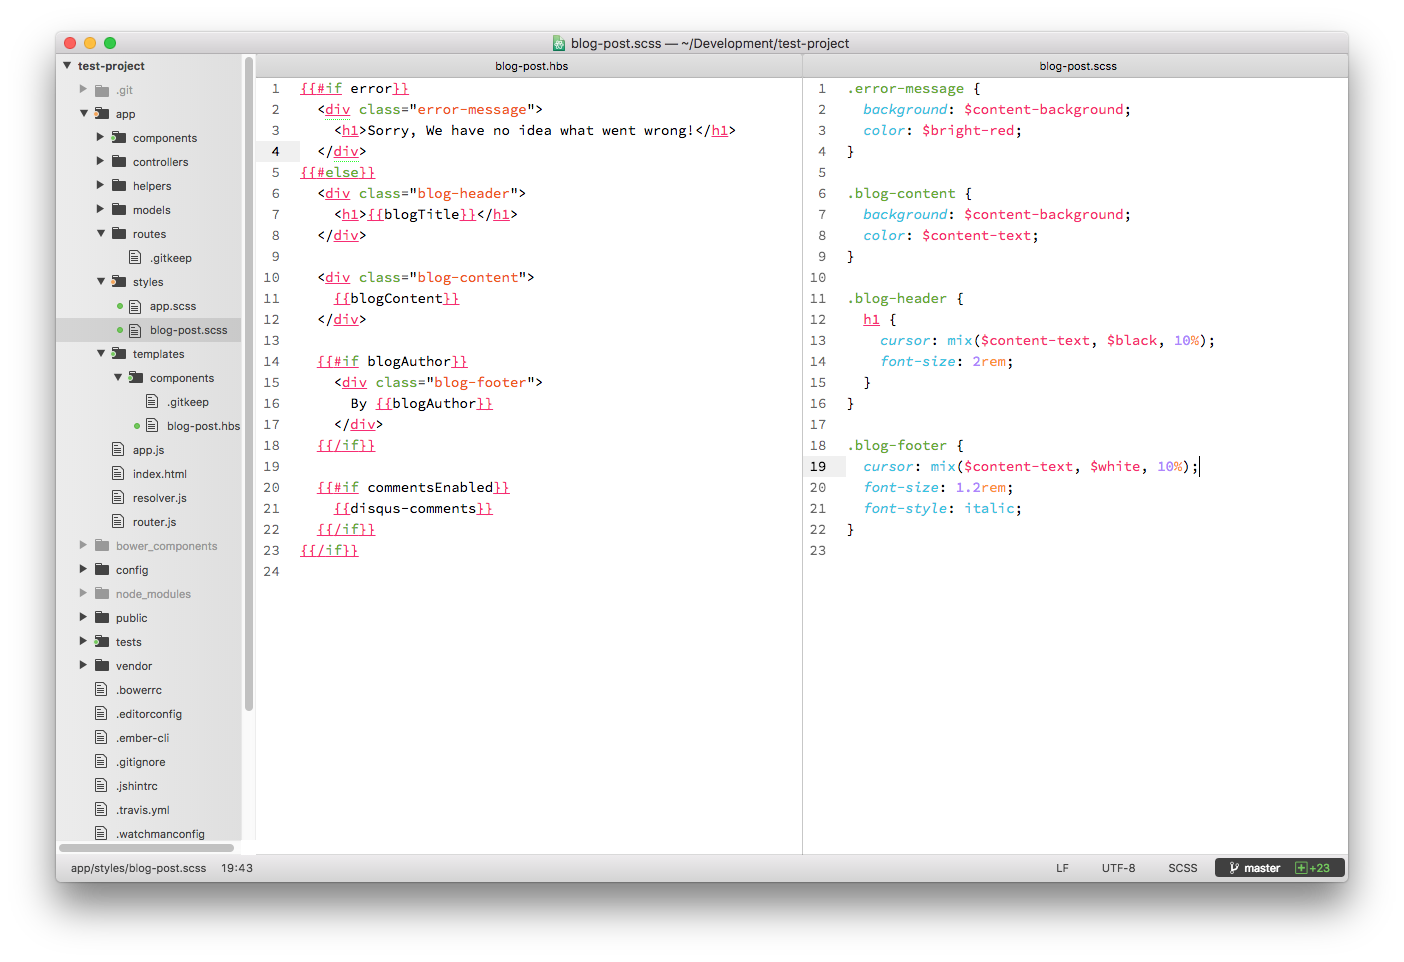 blog-post.scss — ~/Development/test-project
test-project
.git
app
components
controllers
helpers
models
routes
.gitkeep
styles
app.scss
blog-post.scss
templates
components
.gitkeep
blog-post.hbs
app.js
index.html
resolver.js
router.js
bower_components
config
node_modules
public
tests
vendor
.bowerrc
.editorconfig
.ember-cli
.gitignore
.jshintrc
.travis.yml
.watchmanconfig
blog-post.hbs
1 {{#if error}}
2 <div class="error-message">
3 <h1>Sorry, We have no idea what went wrong!</h1>
4 </div>
5 {{#else}}
6 <div class="blog-header">
7 <h1>{{blogTitle}}</h1>
8 </div>
9
10 <div class="blog-content">
11 {{blogContent}}
12 </div>
13
14 {{#if blogAuthor}}
15 <div class="blog-footer">
16 By {{blogAuthor}}
17 </div>
18 {{/if}}
19
20 {{#if commentsEnabled}}
21 {{disqus-comments}}
22 {{/if}}
23 {{/if}}
24
blog-post.scss
1 .error-message {
2 background: $content-background;
3 color: $bright-red;
4 }
5
6 .blog-content {
7 background: $content-background;
8 color: $content-text;
9 }
10
11 .blog-header {
12 h1 {
13 cursor: mix($content-text, $black, 10%);
14 font-size: 2rem;
15 }
16 }
17
18 .blog-footer {
19 cursor: mix($content-text, $white, 10%);
20 font-size: 1.2rem;
21 font-style: italic;
22 }
23
app/styles/blog-post.scss 19:43 LF UTF-8 SCSS master +23